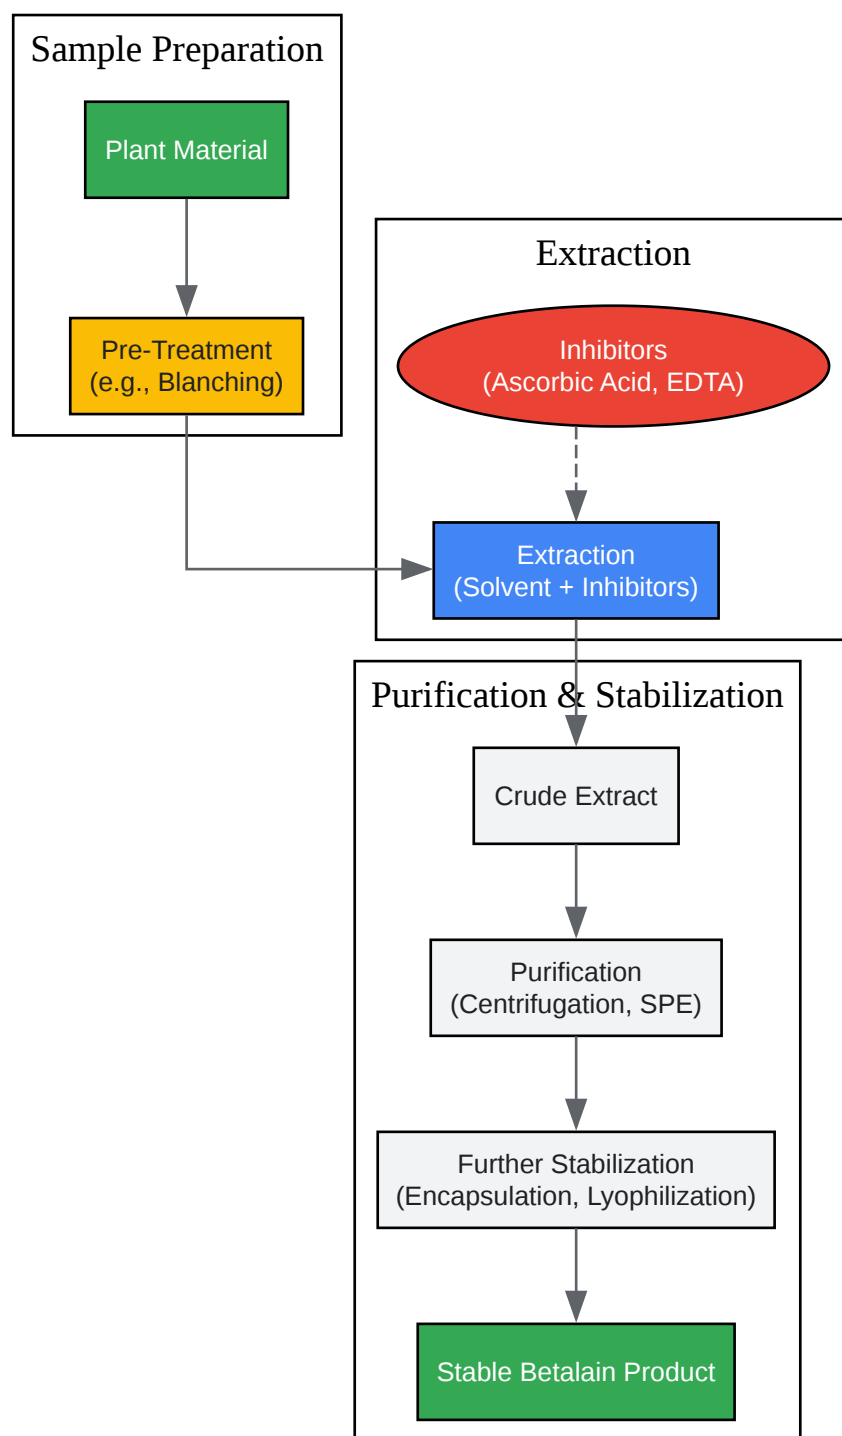 Sample Preparation
Plant Material
Pre-Treatment
(e.g., Blanching)
Extraction
Inhibitors
(Ascorbic Acid, EDTA)
Extraction
(Solvent + Inhibitors)
Purification & Stabilization
Crude Extract
Purification
(Centrifugation, SPE)
Further Stabilization
(Encapsulation, Lyophilization)
Stable Betalain Product